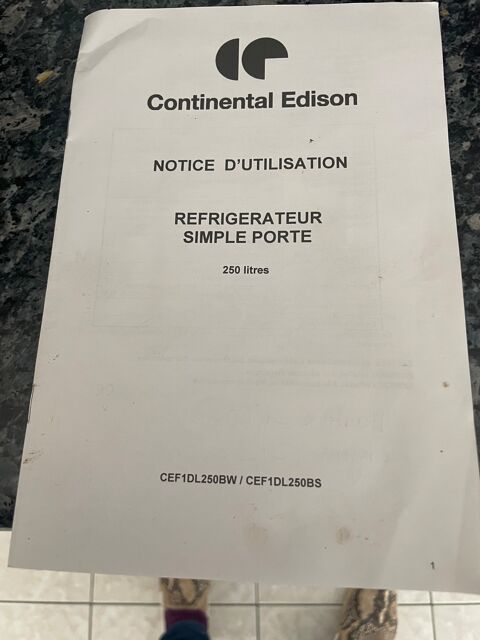 Continental Edison
NOTICE D'UTILISATION
REFRIGERATEUR
SIMPLE PORTE
250 litres
CEF1DL250BW / CEF1DL250BS
1